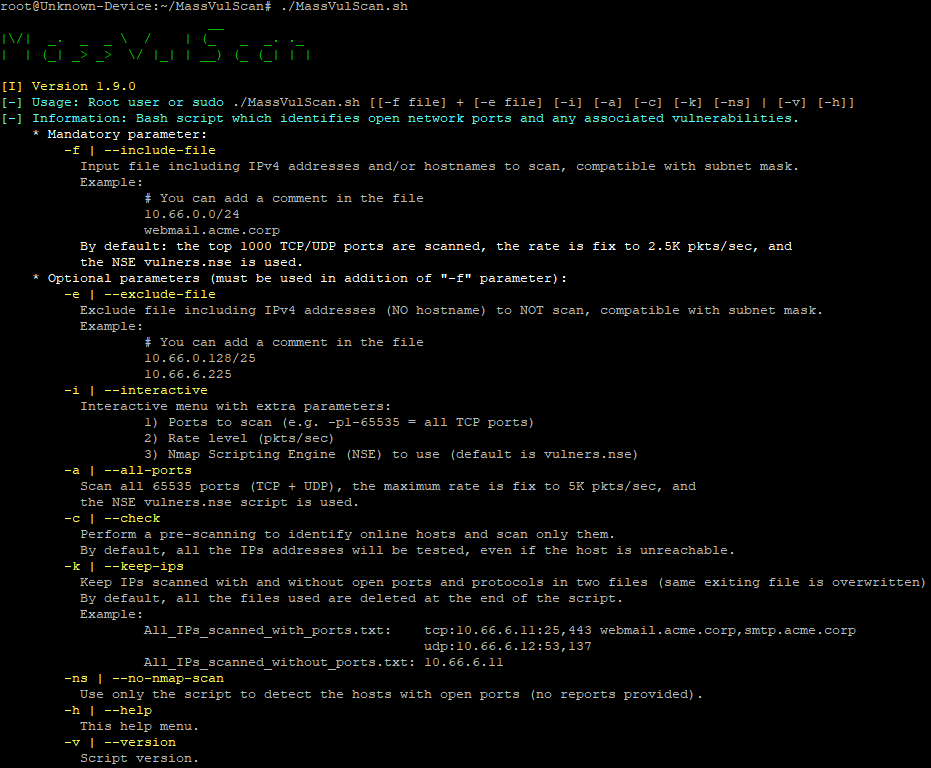 root@Unknown-Device:~/MassVulScan# ./MassVulScan.sh
MassVulScan
[I] Version 1.9.0
[-] Usage: Root user or sudo ./MassVulScan.sh [[-f file] + [-e file] [-i] [-a] [-c] [-k] [-ns] | [-v] [-h]]
[-] Information: Bash script which identifies open network ports and any associated vulnerabilities.
* Mandatory parameter:
-f | --include-file
Input file including IPv4 addresses and/or hostnames to scan, compatible with subnet mask.
Example:
# You can add a comment in the file
10.66.0.0/24
webmail.acme.corp
By default: the top 1000 TCP/UDP ports are scanned, the rate is fix to 2.5K pkts/sec, and
the NSE vulners.nse is used.
* Optional parameters (must be used in addition of "-f" parameter):
-e | --exclude-file
Exclude file including IPv4 addresses (NO hostname) to NOT scan, compatible with subnet mask.
Example:
# You can add a comment in the file
10.66.0.128/25
10.66.6.225
-i | --interactive
Interactive menu with extra parameters:
1) Ports to scan (e.g. -p1-65535 = all TCP ports)
2) Rate level (pkts/sec)
3) Nmap Scripting Engine (NSE) to use (default is vulners.nse)
-a | --all-ports
Scan all 65535 ports (TCP + UDP), the maximum rate is fix to 5K pkts/sec, and
the NSE vulners.nse script is used.
-c | --check
Perform a pre-scanning to identify online hosts and scan only them.
By default, all the IPs addresses will be tested, even if the host is unreachable.
-k | --keep-ips
Keep IPs scanned with and without open ports and protocols in two files (same exiting file is overwritten)
By default, all the files used are deleted at the end of the script.
Example:
All_IPs_scanned_with_ports.txt: tcp:10.66.6.11:25,443 webmail.acme.corp,smtp.acme.corp
udp:10.66.6.12:53,137
All_IPs_scanned_without_ports.txt: 10.66.6.11
-ns | --no-nmap-scan
Use only the script to detect the hosts with open ports (no reports provided).
-h | --help
This help menu.
-v | --version
Script version.